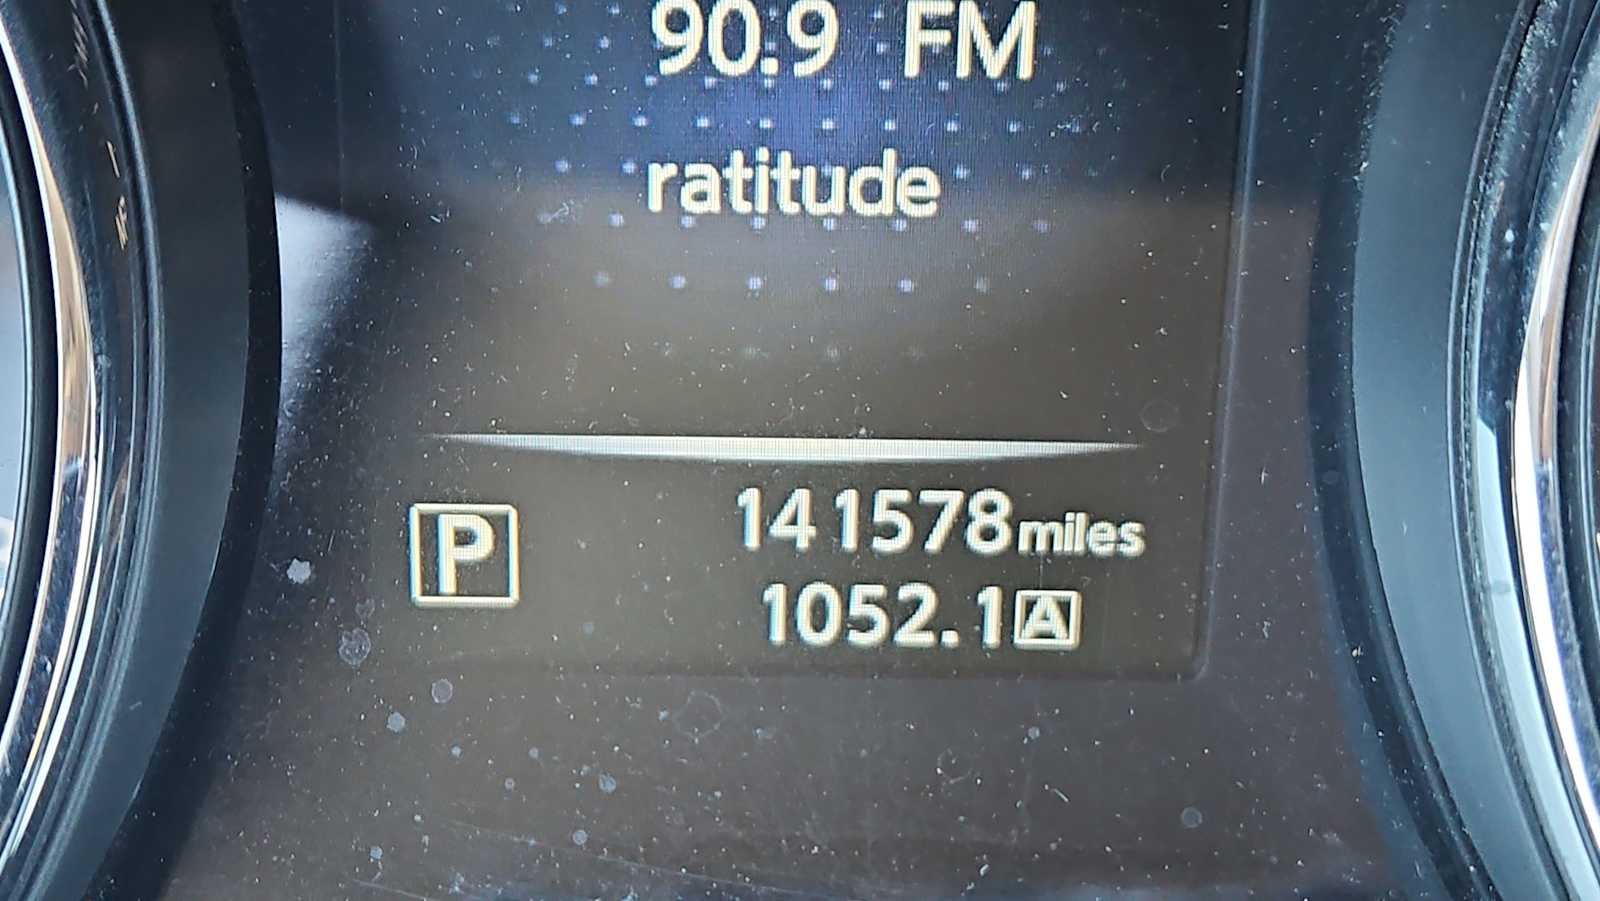 90.9 FM
ratitude
P
141578 miles
1052.1 A